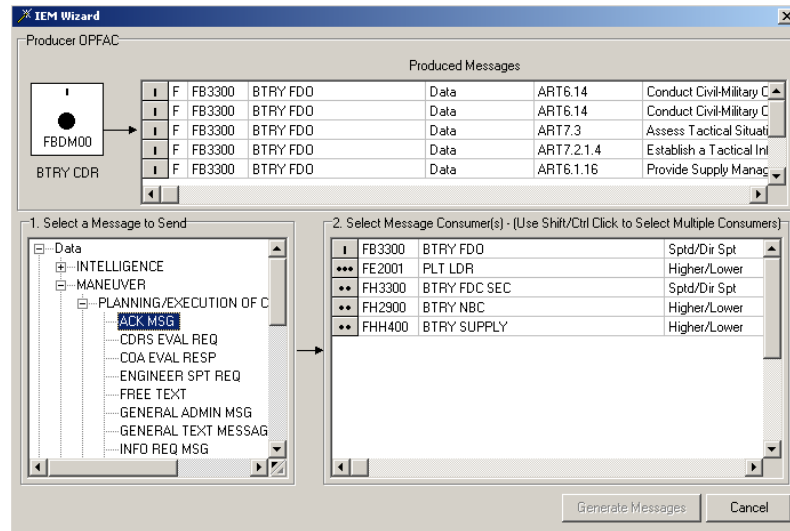 IEM Wizard
Producer OPFAC
Produced Messages
I F FB3300 BTRY FDO Data ART6.14 Conduct Civil-Military C
I F FB3300 BTRY FDO Data ART6.14 Conduct Civil-Military C
I F FB3300 BTRY FDO Data ART7.3 Assess Tactical Situati
I F FB3300 BTRY FDO Data ART7.2.1.4 Establish a Tactical Inf
I F FB3300 BTRY FDO Data ART6.1.16 Provide Supply Manag
I
FBDM00
BTRY CDR
1. Select a Message to Send
Data
INTELLIGENCE
MANEUVER
PLANNING/EXECUTION OF C
ACK MSG
CDRS EVAL REQ
COA EVAL RESP
ENGINEER SPT REQ
FREE TEXT
GENERAL ADMIN MSG
GENERAL TEXT MESSAG
INFO REQ MSG
2. Select Message Consumer(s) - (Use Shift/Ctrl Click to Select Multiple Consumers)
I FB3300 BTRY FDO Sptd/Dir Spt
••• FE2001 PLT LDR Higher/Lower
•• FH3300 BTRY FDC SEC Sptd/Dir Spt
•• FH2900 BTRY NBC Higher/Lower
•• FHH400 BTRY SUPPLY Higher/Lower
Generate Messages
Cancel